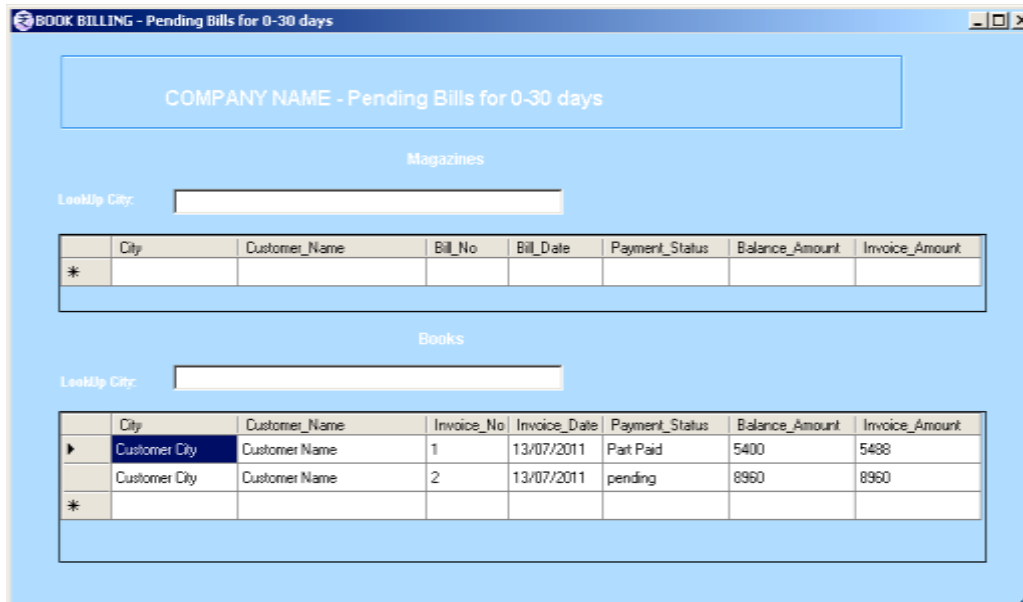 BOOK BILLING - Pending Bills for 0-30 days
COMPANY NAME - Pending Bills for 0-30 days
Magazines
LookUp City:
City Customer_Name Bill_No Bill_Date Payment_Status Balance_Amount Invoice_Amount
Books
LookUp City:
City Customer_Name Invoice_No Invoice_Date Payment_Status Balance_Amount Invoice_Amount
Customer City Customer Name 1 13/07/2011 Part Paid 5400 5488
Customer City Customer Name 2 13/07/2011 pending 8960 8960